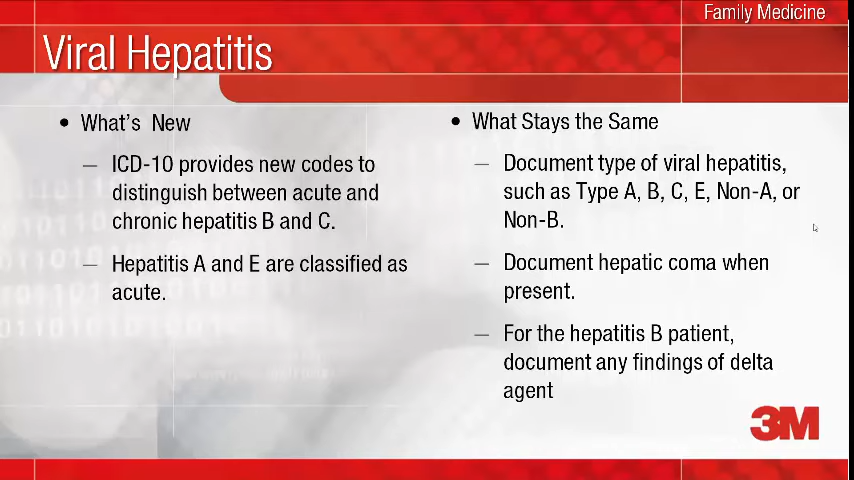 Family Medicine
Viral Hepatitis
• What's New
– ICD-10 provides new codes to
distinguish between acute and
chronic hepatitis B and C.
– Hepatitis A and E are classified as
acute.
• What Stays the Same
– Document type of viral hepatitis,
such as Type A, B, C, E, Non-A, or
Non-B.
– Document hepatic coma when
present.
– For the hepatitis B patient,
document any findings of delta
agent
3M